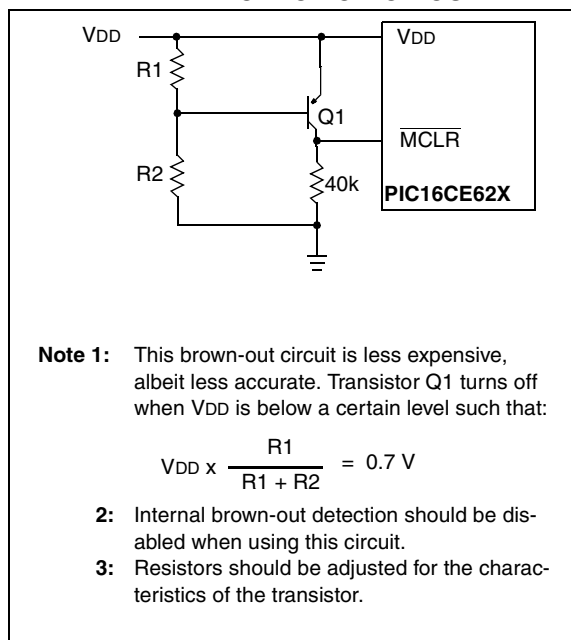 VDD
VDD
R1
Q1
MCLR
R2
40k
PIC16CE62X
Note 1: This brown-out circuit is less expensive,
albeit less accurate. Transistor Q1 turns off
when VDD is below a certain level such that:
VDD x R1 / R1 + R2 = 0.7 V
2: Internal brown-out detection should be dis-
abled when using this circuit.
3: Resistors should be adjusted for the charac-
teristics of the transistor.